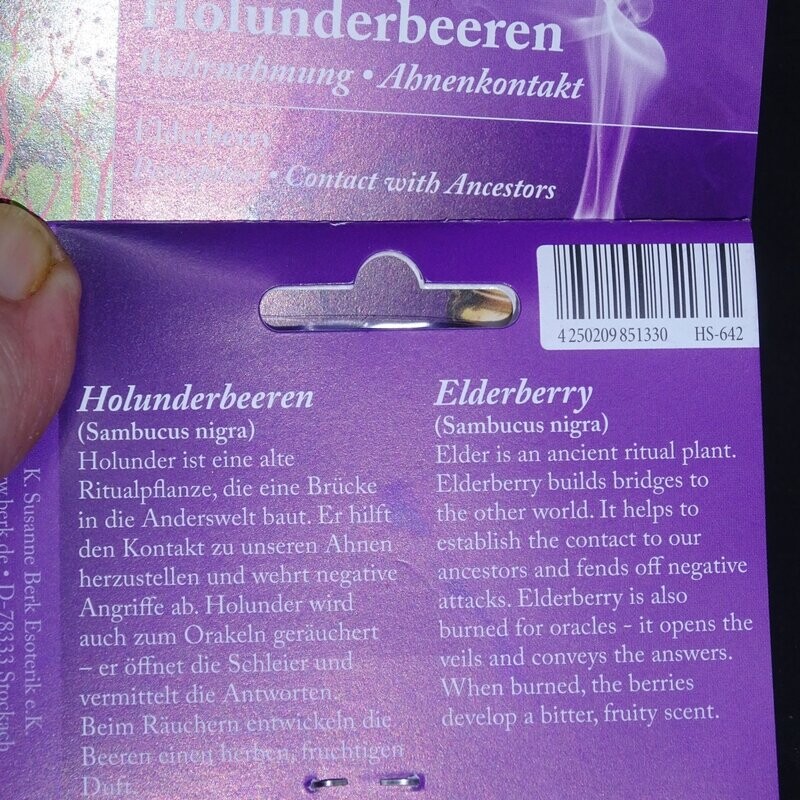 Holunderbeeren
Wahrnehmung • Ahnenkontakt
Elderberry
• Contact with Ancestors
4 250209 851330 HS-642
Holunderbeeren
(Sambucus nigra)
Holunder ist eine alte
Ritualpflanze, die eine Brücke
in die Anderswelt baut. Er hilft
den Kontakt zu unseren Ahnen
herzustellen und wehrt negative
Angriffe ab. Holunder wird
auch zum Orakeln geräuchert
– er öffnet die Schleier und
vermittelt die Antworten.
Beim Räuchern entwickeln die
Beeren einen herben, fruchtigen
Duft.
Elderberry
(Sambucus nigra)
Elder is an ancient ritual plant.
Elderberry builds bridges to
the other world. It helps to
establish the contact to our
ancestors and fends off negative
attacks. Elderberry is also
burned for oracles - it opens the
veils and conveys the answers.
When burned, the berries
develop a bitter, fruity scent.
K. Susanne Berk Esoterik e.K.
w.berk.de • D-78333 Stockach